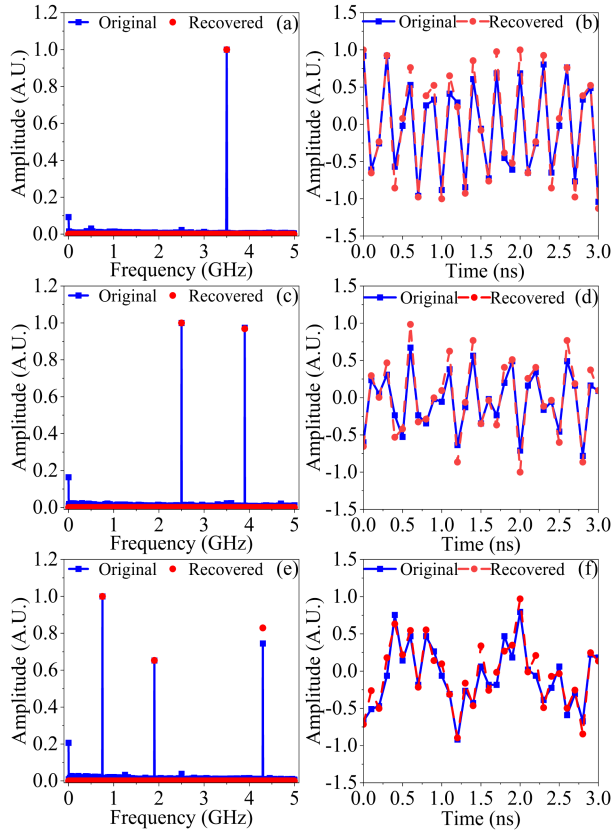 Original Recovered (a)
1.2
1.0
0.8
0.6
0.4
0.2
0.0
Amplitude (A.U.)
0 1 2 3 4 5
Frequency (GHz)
Original Recovered (b)
1.5
1.0
0.5
0.0
-0.5
-1.0
-1.5
Amplitude (A.U.)
0.0 0.5 1.0 1.5 2.0 2.5 3.0
Time (ns)
Original Recovered (c)
1.2
1.0
0.8
0.6
0.4
0.2
0.0
Amplitude (A.U.)
0 1 2 3 4 5
Frequency (GHz)
Original Recovered (d)
1.5
1.0
0.5
0.0
-0.5
-1.0
-1.5
Amplitude (A.U.)
0.0 0.5 1.0 1.5 2.0 2.5 3.0
Time (ns)
Original Recovered (e)
1.2
1.0
0.8
0.6
0.4
0.2
0.0
Amplitude (A.U.)
0 1 2 3 4 5
Frequency (GHz)
Original Recovered (f)
1.5
1.0
0.5
0.0
-0.5
-1.0
-1.5
Amplitude (A.U.)
0.0 0.5 1.0 1.5 2.0 2.5 3.0
Time (ns)